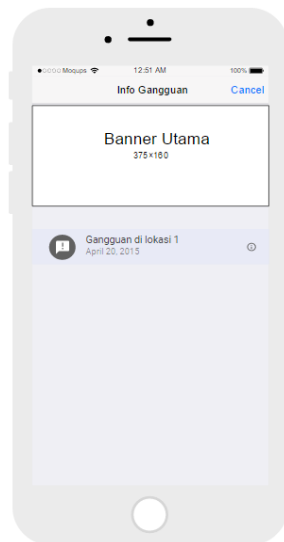 Moqups 12:51 AM 100%
Info Gangguan Cancel
Banner Utama
375×160
Gangguan di lokasi 1
April 20, 2015